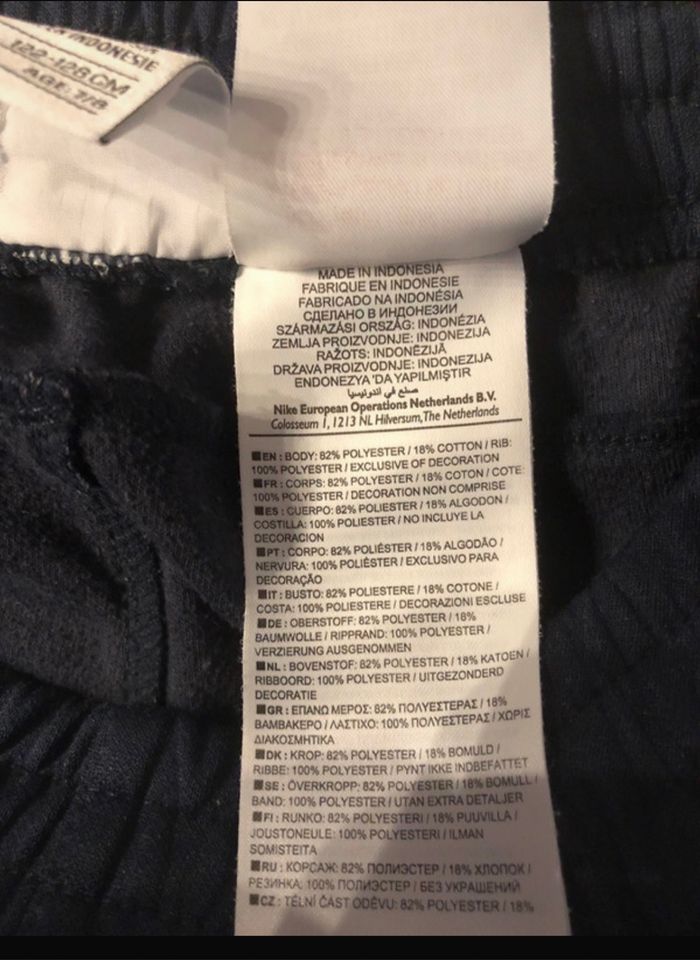 INDONESIE
122-128 CM
AGE: 7/8
MADE IN INDONESIA
FABRIQUE EN INDONESIE
FABRICADO NA INDONÉSIA
СДЕЛАНО В ИНДОНЕЗИИ
SZÁRMAZÁSI ORSZÁG: INDONÉZIA
ZEMLJA PROIZVODNJE: INDONEZIJA
RAŽOTS: INDONĒZIJĀ
DRŽAVA PROIZVODNJE: INDONEZIJA
ENDONEZYA 'DA YAPILMIŞTIR
صنع في اندونيسيا
Nike European Operations Netherlands B.V.
Colosseum 1, 1213 NL Hilversum, The Netherlands
■EN : BODY: 82% POLYESTER / 18% COTTON / RIB:
100% POLYESTER / EXCLUSIVE OF DECORATION
■FR : CORPS: 82% POLYESTER / 18% COTON / COTE:
100% POLYESTER / DECORATION NON COMPRISE
■ES : CUERPO: 82% POLIESTER / 18% ALGODON /
COSTILLA: 100% POLIESTER / NO INCLUYE LA
DECORACION
■PT : CORPO: 82% POLIÉSTER / 18% ALGODÃO /
NERVURA: 100% POLIÉSTER / EXCLUSIVO PARA
DECORAÇÃO
■IT : BUSTO: 82% POLIESTERE / 18% COTONE /
COSTA: 100% POLIESTERE / DECORAZIONI ESCLUSE
■DE : OBERSTOFF: 82% POLYESTER / 18%
BAUMWOLLE / RIPPRAND: 100% POLYESTER /
VERZIERUNG AUSGENOMMEN
■NL : BOVENSTOF: 82% POLYESTER / 18% KATOEN /
RIBBOORD: 100% POLYESTER / UITGEZONDERD
DECORATIE
■GR : ΕΠΑΝΩ ΜΕΡΟΣ: 82% ΠΟΛΥΕΣΤΕΡΑΣ / 18%
ΒΑΜΒΑΚΕΡΟ / ΛΑΣΤΙΧΟ: 100% ΠΟΛΥΕΣΤΕΡΑΣ / ΧΩΡΙΣ
ΔΙΑΚΟΣΜΗΤΙΚΑ
■DK : KROP: 82% POLYESTER / 18% BOMULD /
RIBBE: 100% POLYESTER / PYNT IKKE INDBEFATTET
■SE : ÖVERKROPP: 82% POLYESTER / 18% BOMULL /
BAND: 100% POLYESTER / UTAN EXTRA DETALJER
■FI : RUNKO: 82% POLYESTERI / 18% PUUVILLA /
JOUSTONEULE: 100% POLYESTERI / ILMAN
SOMISTEITA
■RU : КОРСАЖ: 82% ПОЛИЭСТЕР / 18% ХЛОПОК /
РЕЗИНКА: 100% ПОЛИЭСТЕР / БЕЗ УКРАШЕНИЙ
■CZ : TĚLNÍ ČÁST ODĚVU: 82% POLYESTER / 18%